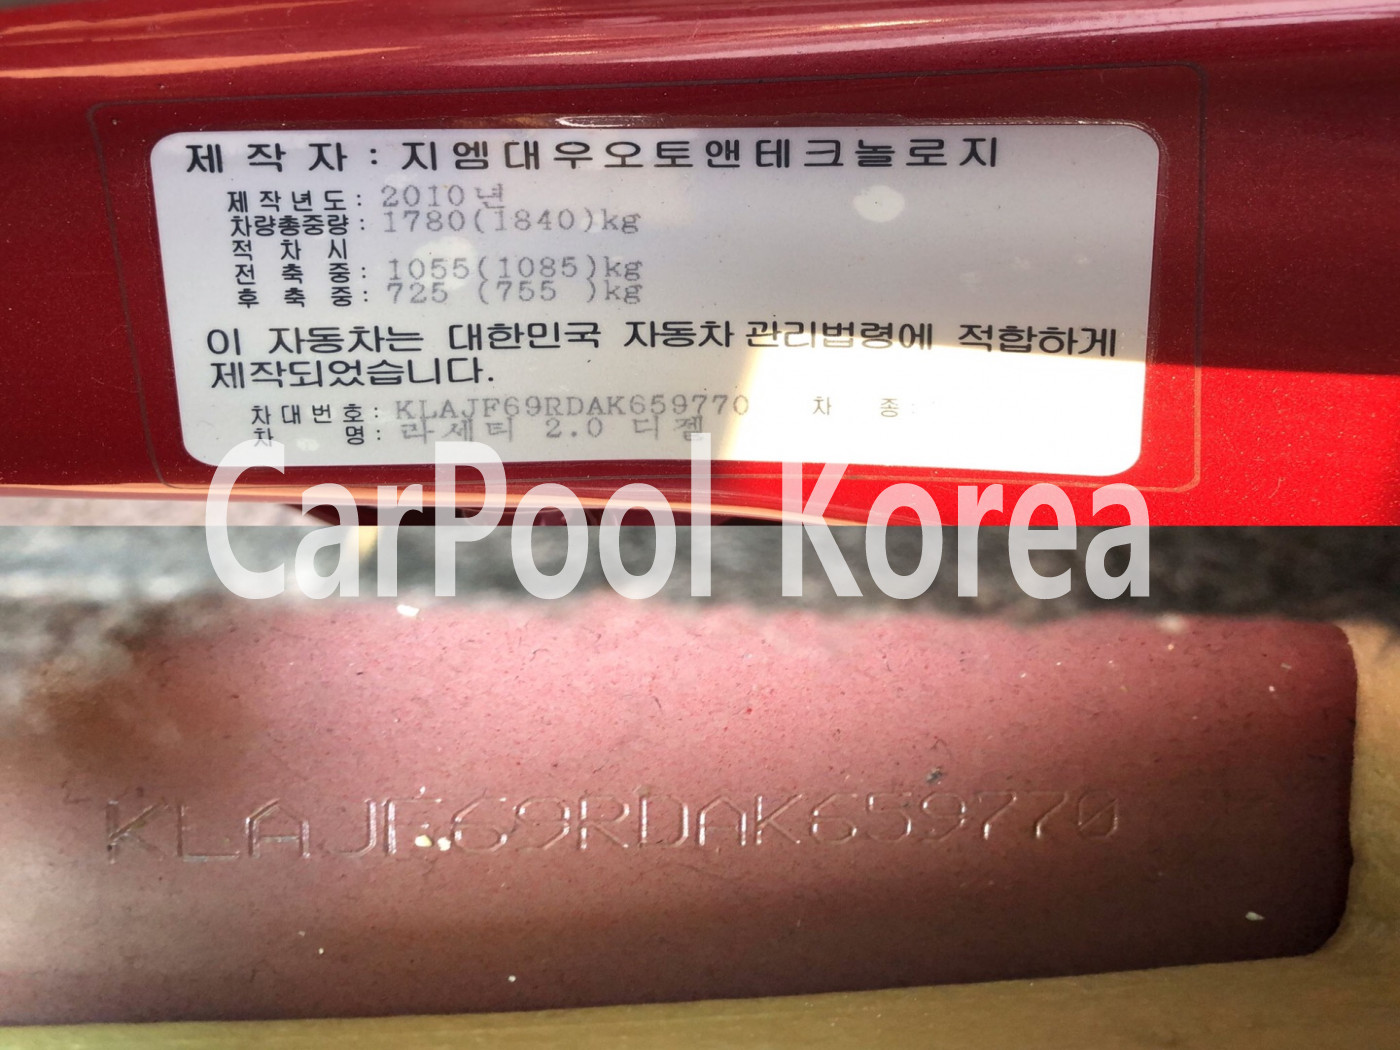 제작자 : 지엠대우오토앤테크놀로지
제작년도 : 2010년
차량총중량 : 1780(1840)kg
적차시
전축중 : 1055(1085)kg
후축중 : 725 (755 )kg
이 자동차는 대한민국 자동차관리법령에 적합하게
제작되었습니다.
차대번호 : KLAJF69RDAK659770 차종 :
차명 : 라세티 2.0 디젤
CarPool Korea
KLAJF69RDAK659770